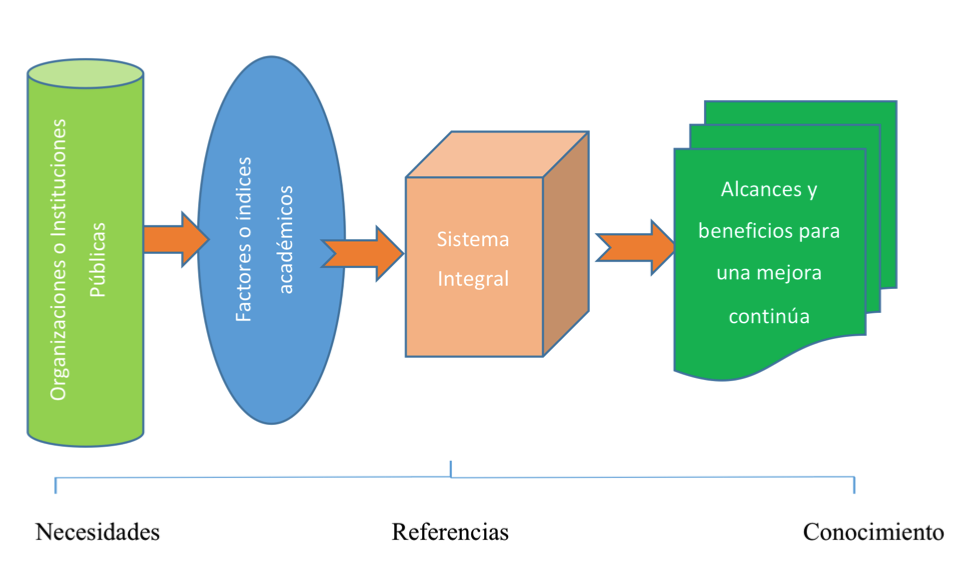 Organizaciones o Instituciones
Públicas
Factores o índices
académicos
Sistema
Integral
Alcances y
beneficios para
una mejora
continúa
Necesidades
Referencias
Conocimiento